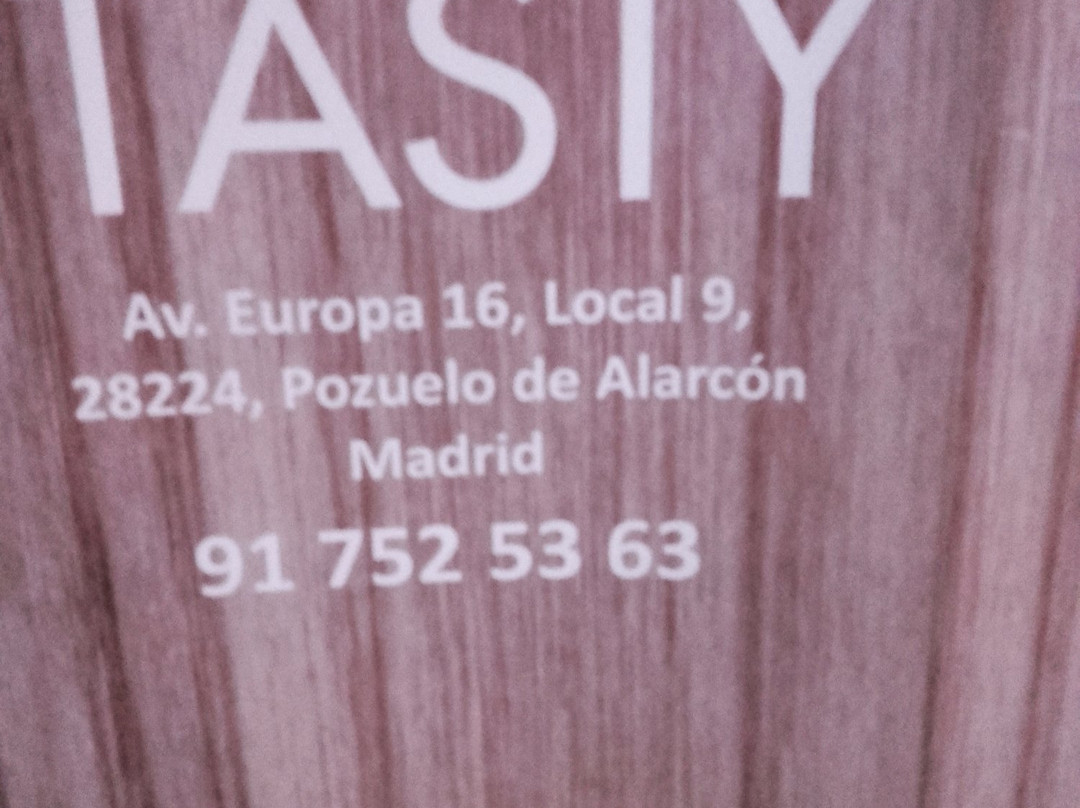 TASTY
Av. Europa 16, Local 9,
28224, Pozuelo de Alarcón
Madrid
91 752 53 63